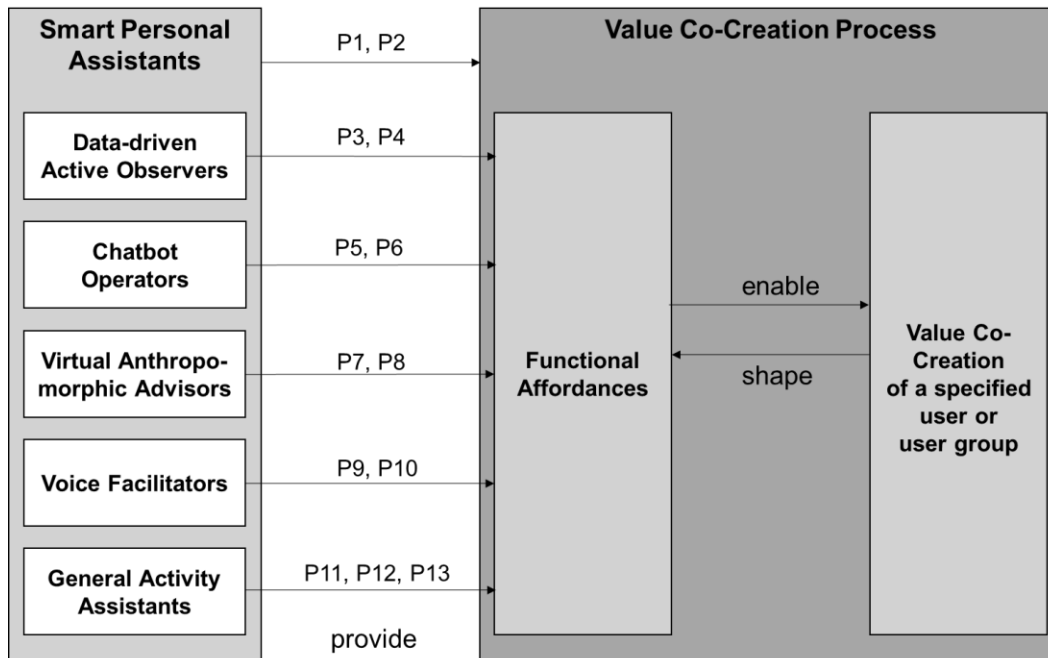 Smart Personal
Assistants
P1, P2
Value Co-Creation Process
Data-driven
Active Observers
P3, P4
Chatbot
Operators
P5, P6
Virtual Anthropo-
morphic Advisors
P7, P8
Voice Facilitators
P9, P10
General Activity
Assistants
P11, P12, P13
provide
Functional
Affordances
enable
shape
Value Co-
Creation
of a specified
user or
user group